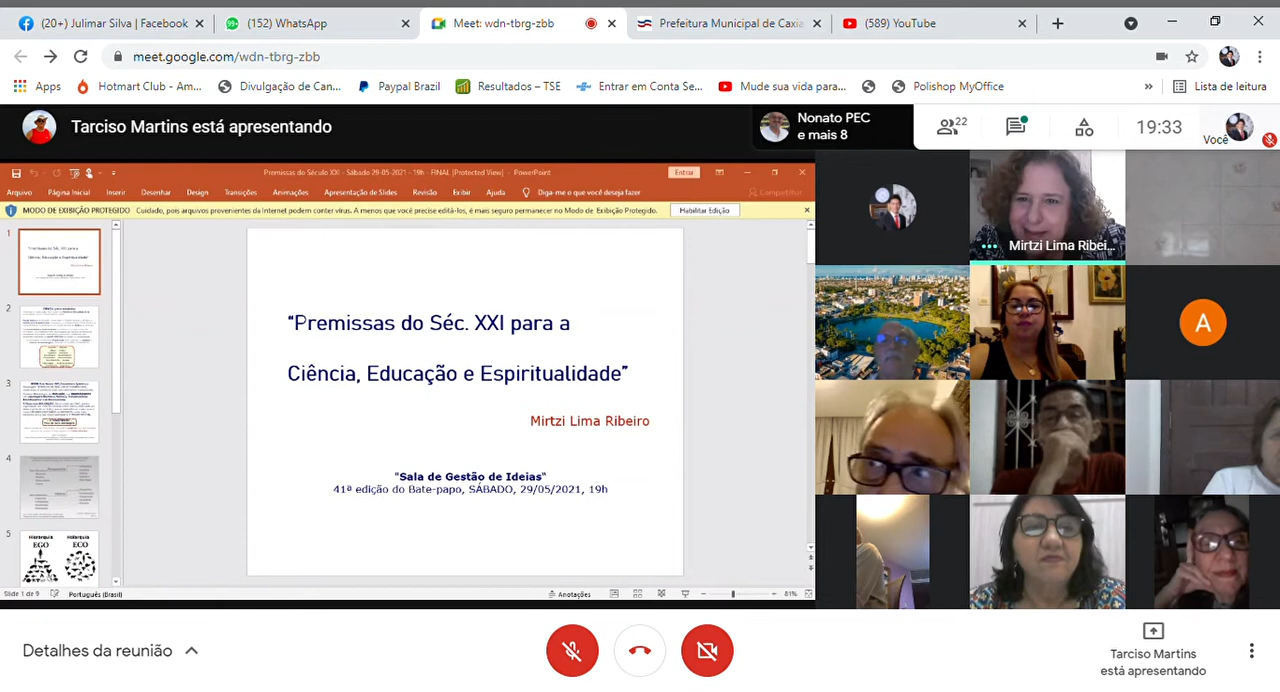 (20+) Julimar Silva | Facebook
(152) WhatsApp
Meet: wdn-tbrg-zbb
Prefeitura Municipal de Caxia
(589) YouTube
meet.google.com/wdn-tbrg-zbb
Apps
Hotmart Club - Am...
Divulgação de Can...
Paypal Brazil
Resultados – TSE
Entrar em Conta Se...
Mude sua vida para...
Polishop MyOffice
»
Lista de leitura
Tarciso Martins está apresentando
Nonato PEC
e mais 8
22
19:33
Você
Premissas do Século XXI - Sábado 29-05-2021 - 19h - FINAL [Protected View] - PowerPoint
Entrar
Arquivo
Página Inicial
Inserir
Desenhar
Design
Transições
Animações
Apresentação de Slides
Revisão
Exibir
Ajuda
Diga-me o que você deseja fazer
Compartilhar
MODO DE EXIBIÇÃO PROTEGIDO
Cuidado, pois arquivos provenientes da Internet podem conter vírus. A menos que você precise editá-los, é mais seguro permanecer no Modo de Exibição Protegido.
Habilitar Edição
1
2
3
4
5
Hierarquia
EGO
Hierarquia
ECO
“Premissas do Séc. XXI para a
Ciência, Educação e Espiritualidade”
Mirtzi Lima Ribeiro
"Sala de Gestão de Ideias"
41ª edição do Bate-papo, SÁBADO, 29/05/2021, 19h
Mirtzi Lima Ribei...
A
Slide 1 de 9
Português (Brasil)
Anotações
81%
Detalhes da reunião
Tarciso Martins
está apresentando